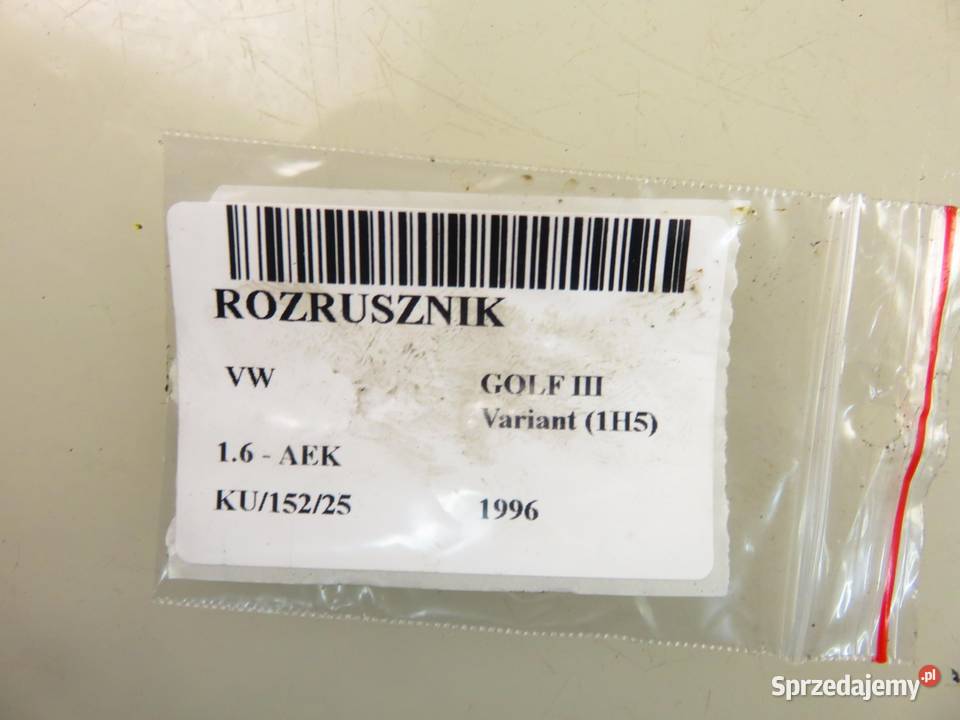 ROZRUSZNIK
VW
GOLF III
Variant (1H5)
1.6 - AEK
KU/152/25
1996
Sprzedajemy.pl